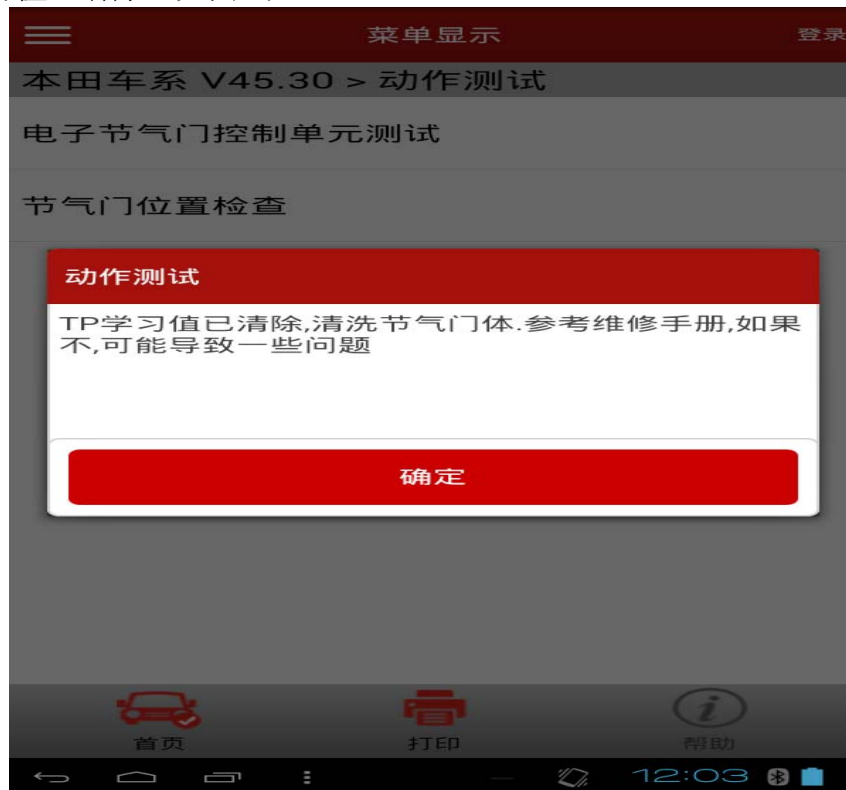 菜单显示
登录
本田车系 V45.30 > 动作测试
电子节气门控制单元测试
节气门位置检查
动作测试
TP学习值已清除,清洗节气门体.参考维修手册,如果
不,可能导致一些问题
确定
首页
打印
帮助
12:03